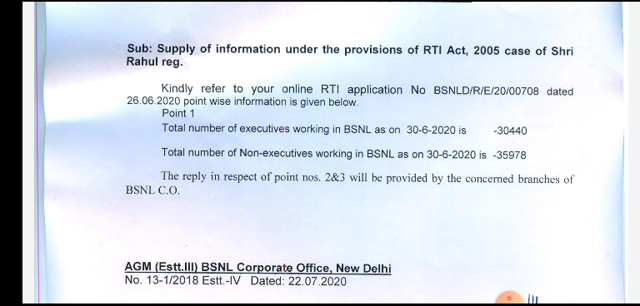 Sub: Supply of information under the provisions of RTI Act, 2005 case of Shri
Rahul reg.
Kindly refer to your online RTI application No BSNLD/R/E/20/00708 dated
26.06.2020 point wise information is given below.
Point 1
Total number of executives working in BSNL as on 30-6-2020 is -30440
Total number of Non-executives working in BSNL as on 30-6-2020 is -35978
The reply in respect of point nos. 2&3 will be provided by the concerned branches of
BSNL C.O.
AGM (Estt.III) BSNL Corporate Office, New Delhi
No. 13-1/2018 Estt.-IV Dated: 22.07.2020